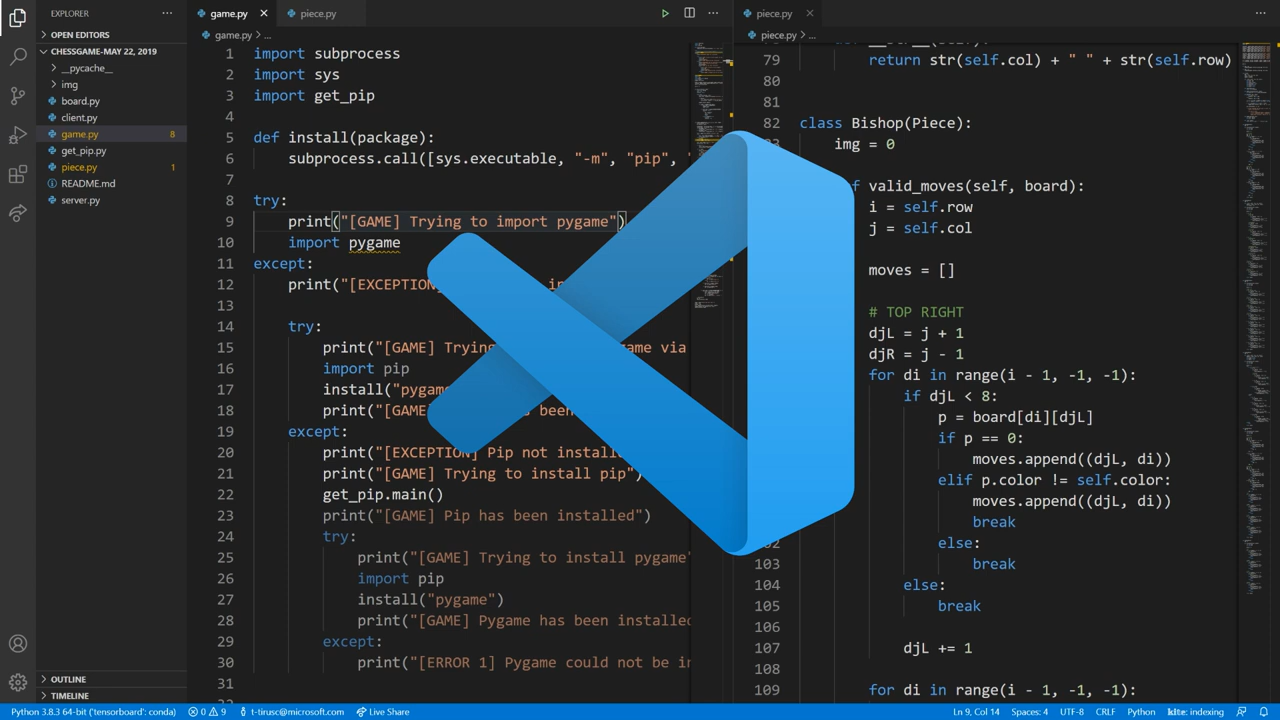 EXPLORER
OPEN EDITORS
CHESSGAME-MAY 22, 2019
__pycache__
img
board.py
client.py
game.py 8
get_pip.py
piece.py 1
README.md
server.py
OUTLINE
TIMELINE
game.py
piece.py
game.py > ...
1 import subprocess
2 import sys
3 import get_pip
4
5 def install(package):
6 subprocess.call([sys.executable, "-m", "pip",
7
8 try:
9 print("[GAME] Trying to import pygame")
10 import pygame
11 except:
12 print("[EXCEPTION]
13
14 try:
15 print("[GAME] Trying via
16 import pip
17 install("pygame
18 print("[GAME
19 except:
20 print("[EXCEPTION] Pip not
21 print("[GAME] Trying to install pip")
22 get_pip.main()
23 print("[GAME] Pip has been installed")
24 try:
25 print("[GAME] Trying to install pygame"
26 import pip
27 install("pygame")
28 print("[GAME] Pygame has been installed
29 except:
30 print("[ERROR 1] Pygame could not be in
31
piece.py
piece.py > ...
79 return str(self.col) + " " + str(self.row)
80
81
82 class Bishop(Piece):
img = 0
valid_moves(self, board):
i = self.row
j = self.col
moves = []
# TOP RIGHT
djL = j + 1
djR = j - 1
for di in range(i - 1, -1, -1):
if djL < 8:
p = board[di][djL]
if p == 0:
moves.append((djL, di))
elif p.color != self.color:
moves.append((djL, di))
break
else:
103 break
104 else:
105 break
106
107 djL += 1
108
109 for di in range(i - 1, -1, -1):
Python 3.8.3 64-bit ('tensorboard': conda) 0 9 t-tirusc@microsoft.com Live Share Ln 9, Col 14 Spaces: 4 UTF-8 CRLF Python indexing